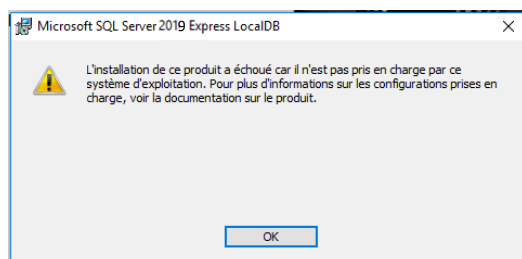 Microsoft SQL Server 2019 Express LocalDB
L'installation de ce produit a échoué car il n'est pas pris en charge par ce
système d'exploitation. Pour plus d'informations sur les configurations prises en
charge, voir la documentation sur le produit.
OK